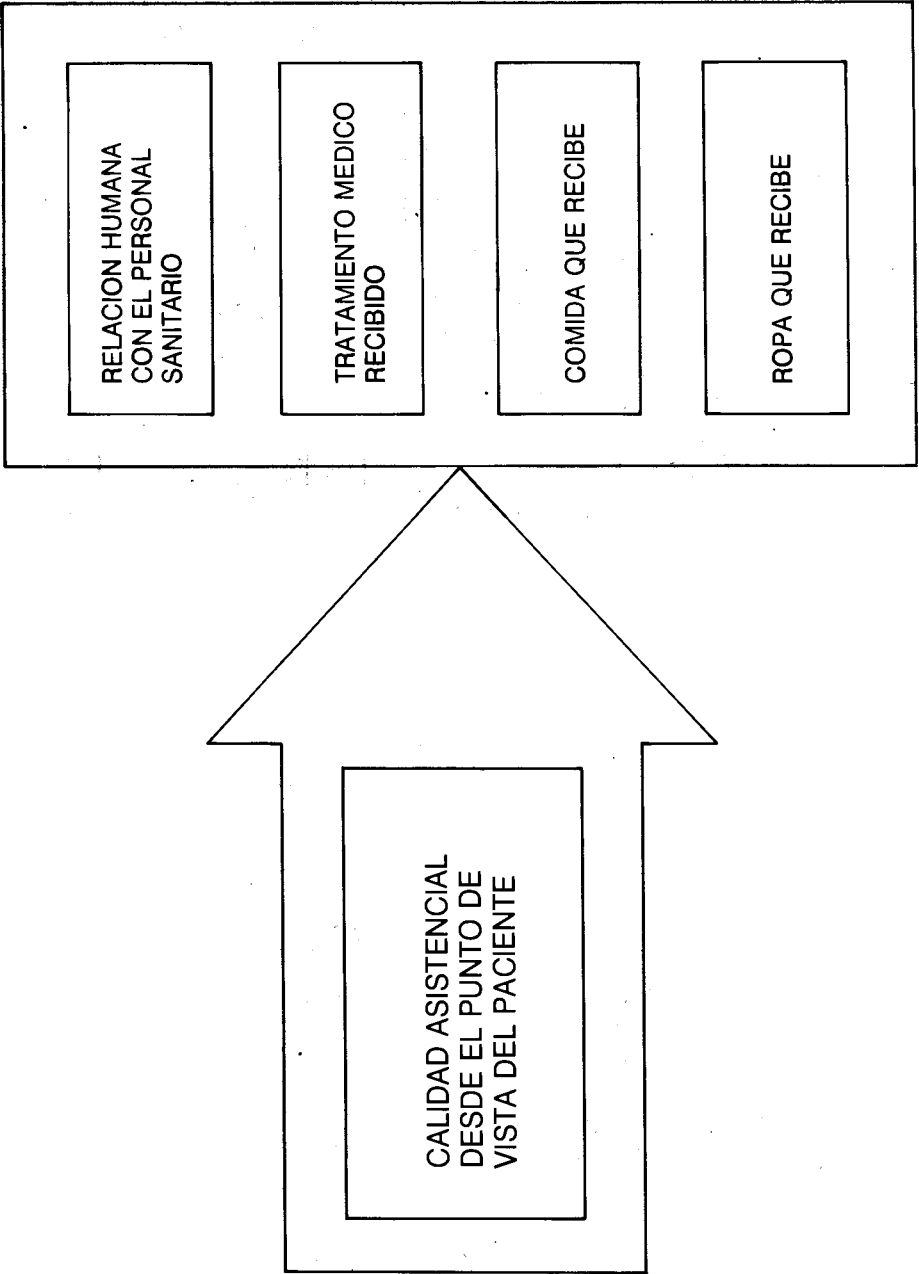 CALIDAD ASISTENCIAL
DESDE EL PUNTO DE
VISTA DEL PACIENTE
RELACION HUMANA
CON EL PERSONAL
SANITARIO
TRATAMIENTO MEDICO
RECIBIDO
COMIDA QUE RECIBE
ROPA QUE RECIBE